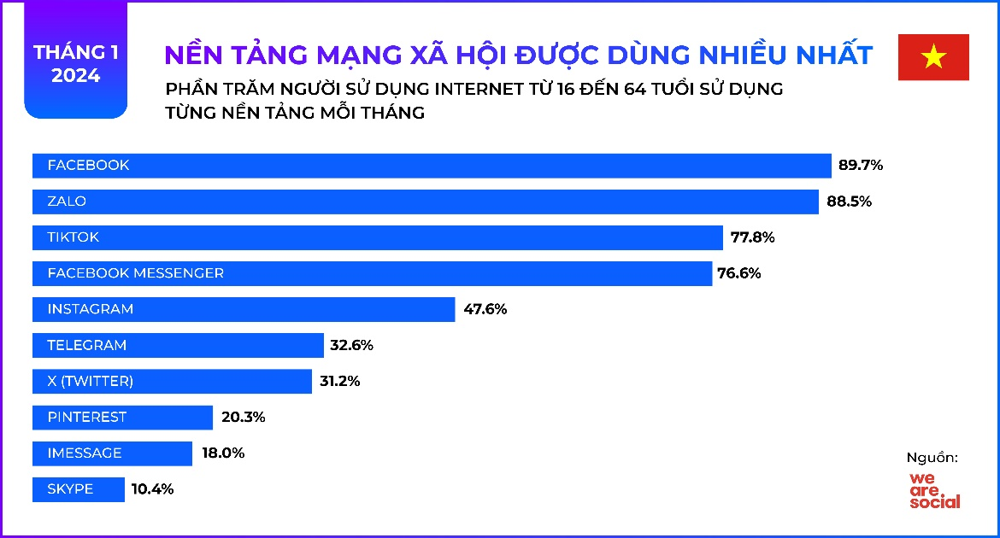 THÁNG 1
2024
NỀN TẢNG MẠNG XÃ HỘI ĐƯỢC DÙNG NHIỀU NHẤT
PHẦN TRĂM NGƯỜI SỬ DỤNG INTERNET TỪ 16 ĐẾN 64 TUỔI SỬ DỤNG
TỪNG NỀN TẢNG MỖI THÁNG
FACEBOOK 89.7%
ZALO 88.5%
TIKTOK 77.8%
FACEBOOK MESSENGER 76.6%
INSTAGRAM 47.6%
TELEGRAM 32.6%
X (TWITTER) 31.2%
PINTEREST 20.3%
IMESSAGE 18.0%
SKYPE 10.4%
Nguồn:
we
are
social